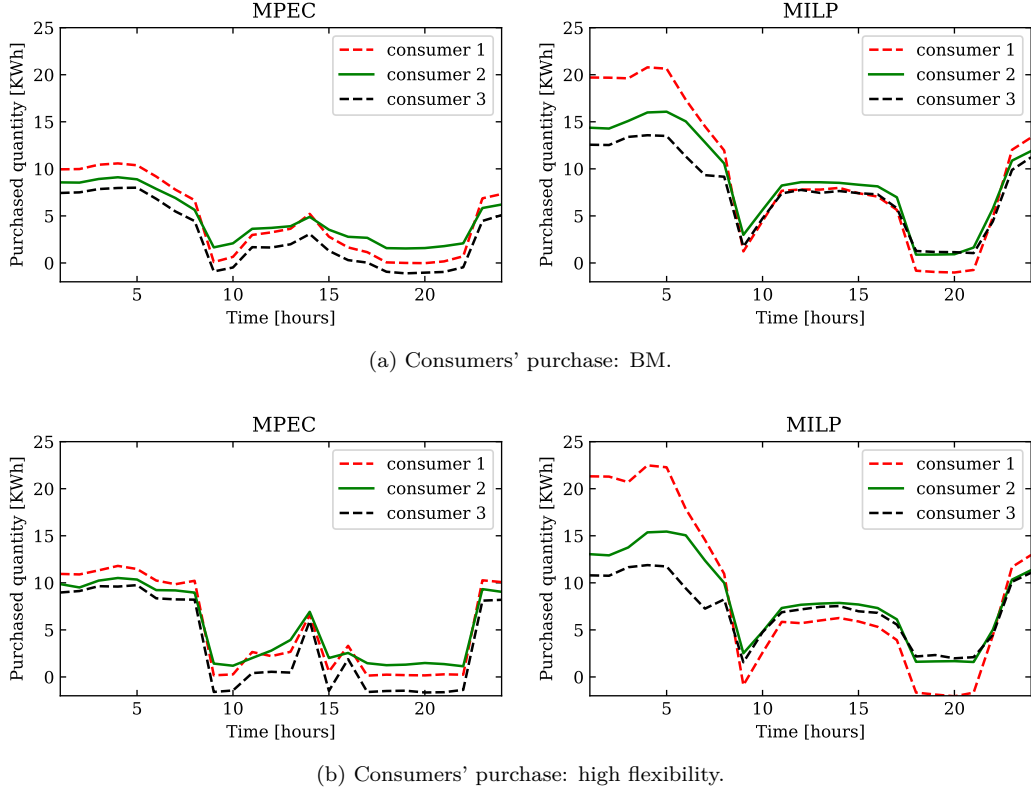 MPEC
MILP
Purchased quantity [KWh]
25
20
15
10
5
0
consumer 1
consumer 2
consumer 3
5
10
15
20
Time [hours]
Purchased quantity [KWh]
25
20
15
10
5
0
consumer 1
consumer 2
consumer 3
5
10
15
20
Time [hours]
(a) Consumers' purchase: BM.
MPEC
MILP
Purchased quantity [KWh]
25
20
15
10
5
0
consumer 1
consumer 2
consumer 3
5
10
15
20
Time [hours]
Purchased quantity [KWh]
25
20
15
10
5
0
consumer 1
consumer 2
consumer 3
5
10
15
20
Time [hours]
(b) Consumers' purchase: high flexibility.